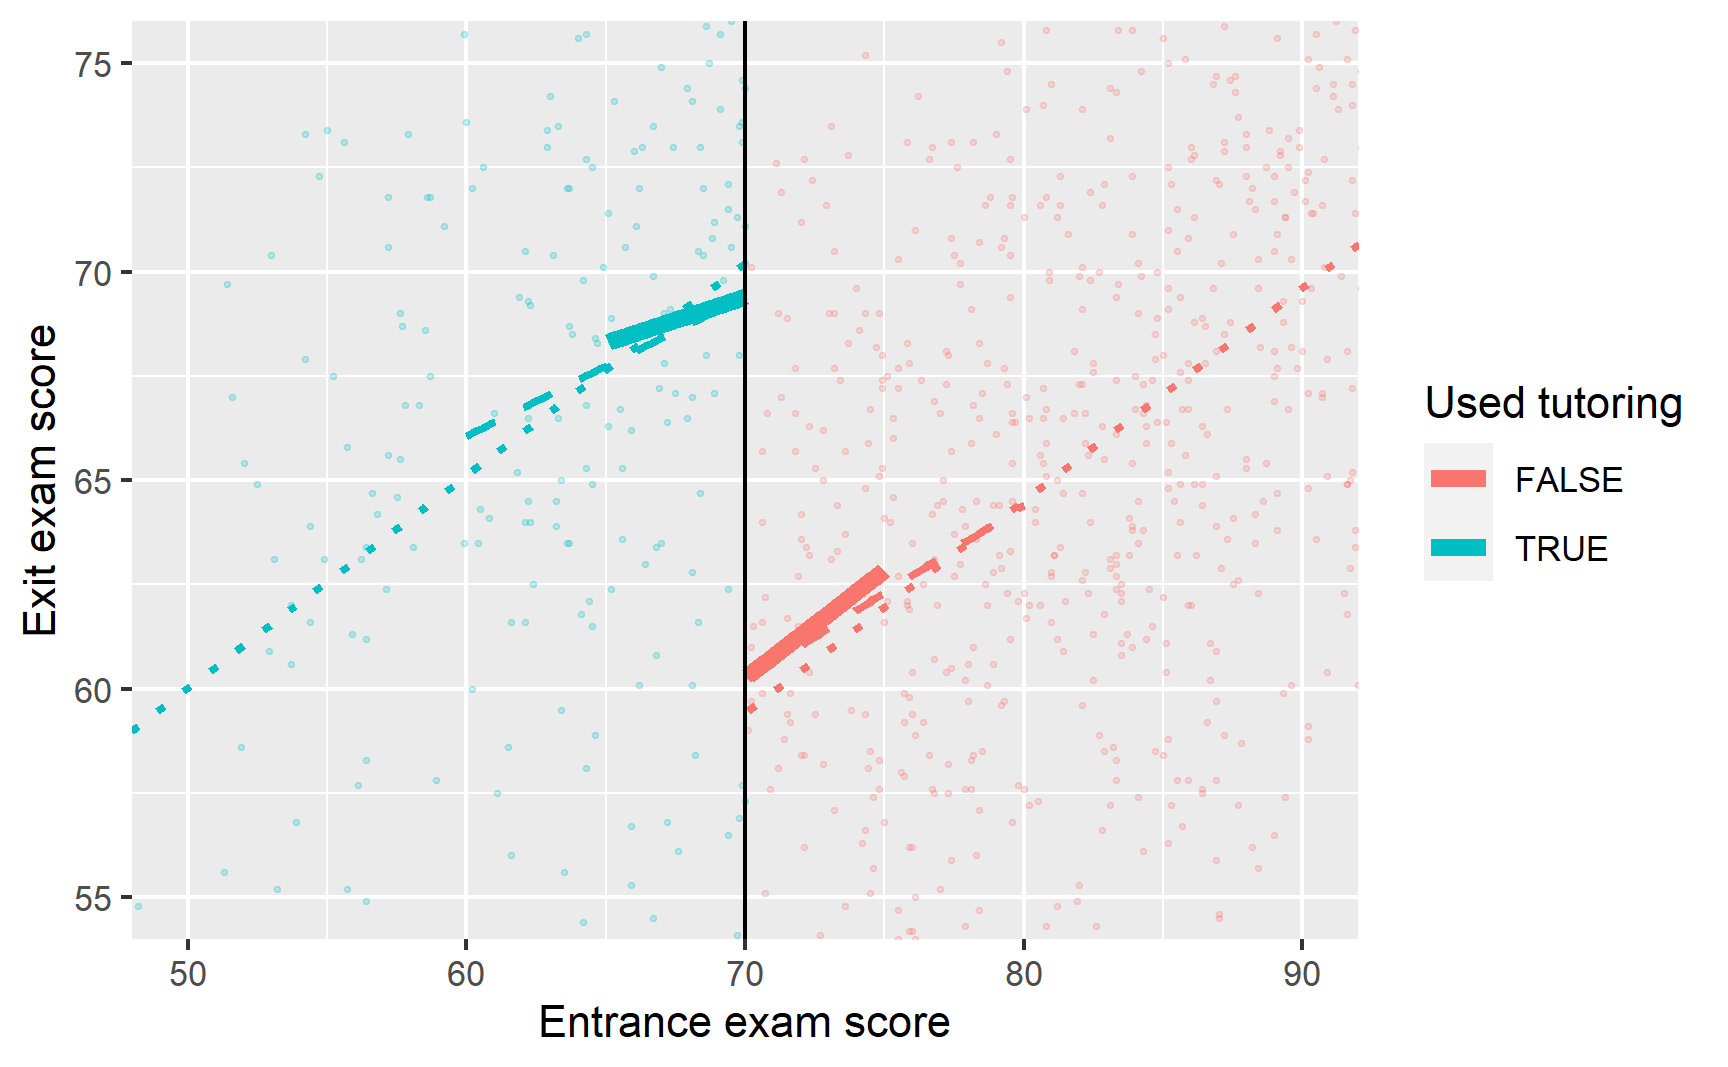 75
70
65
60
55
Exit exam score
50 60 70 80 90
Entrance exam score
Used tutoring
FALSE
TRUE